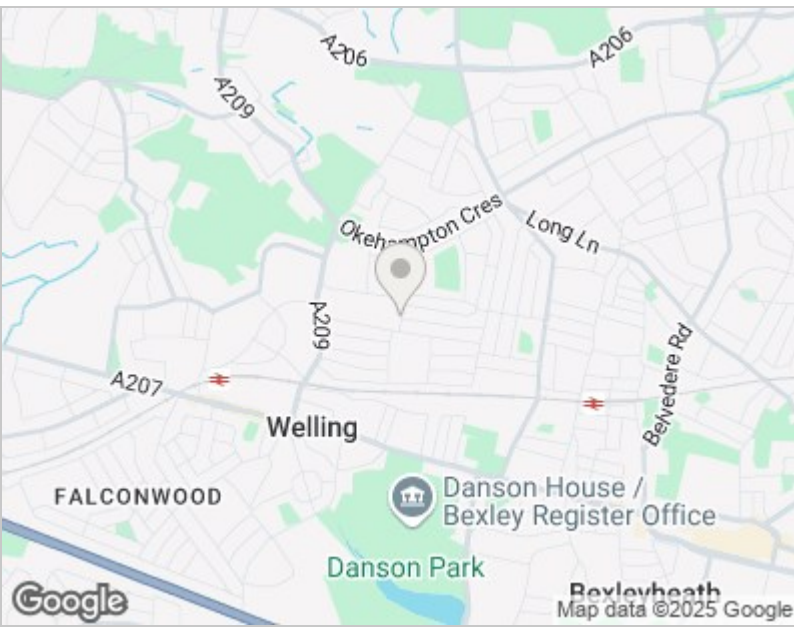 A206
A206
A209
Okehampton Cres
Long Ln
A209
Belvedere Rd
A207
Welling
FALCONWOOD
Danson House /
Bexley Register Office
Danson Park
Bexleyheath
Google
Map data ©2025 Google